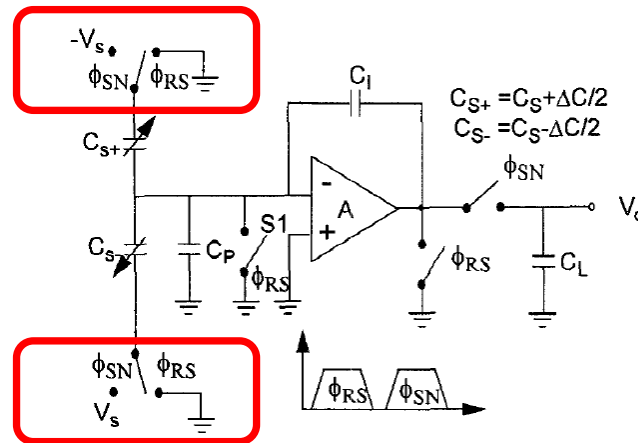 -Vs
ϕSN ϕRS
CI
CS+ =CS+ΔC/2
CS- =CS-ΔC/2
Cs+
ϕSN
- S1
A
Vo
Cs- CP
+
ϕRS
ϕRS
CL
ϕSN ϕRS
Vs
ϕRS ϕSN